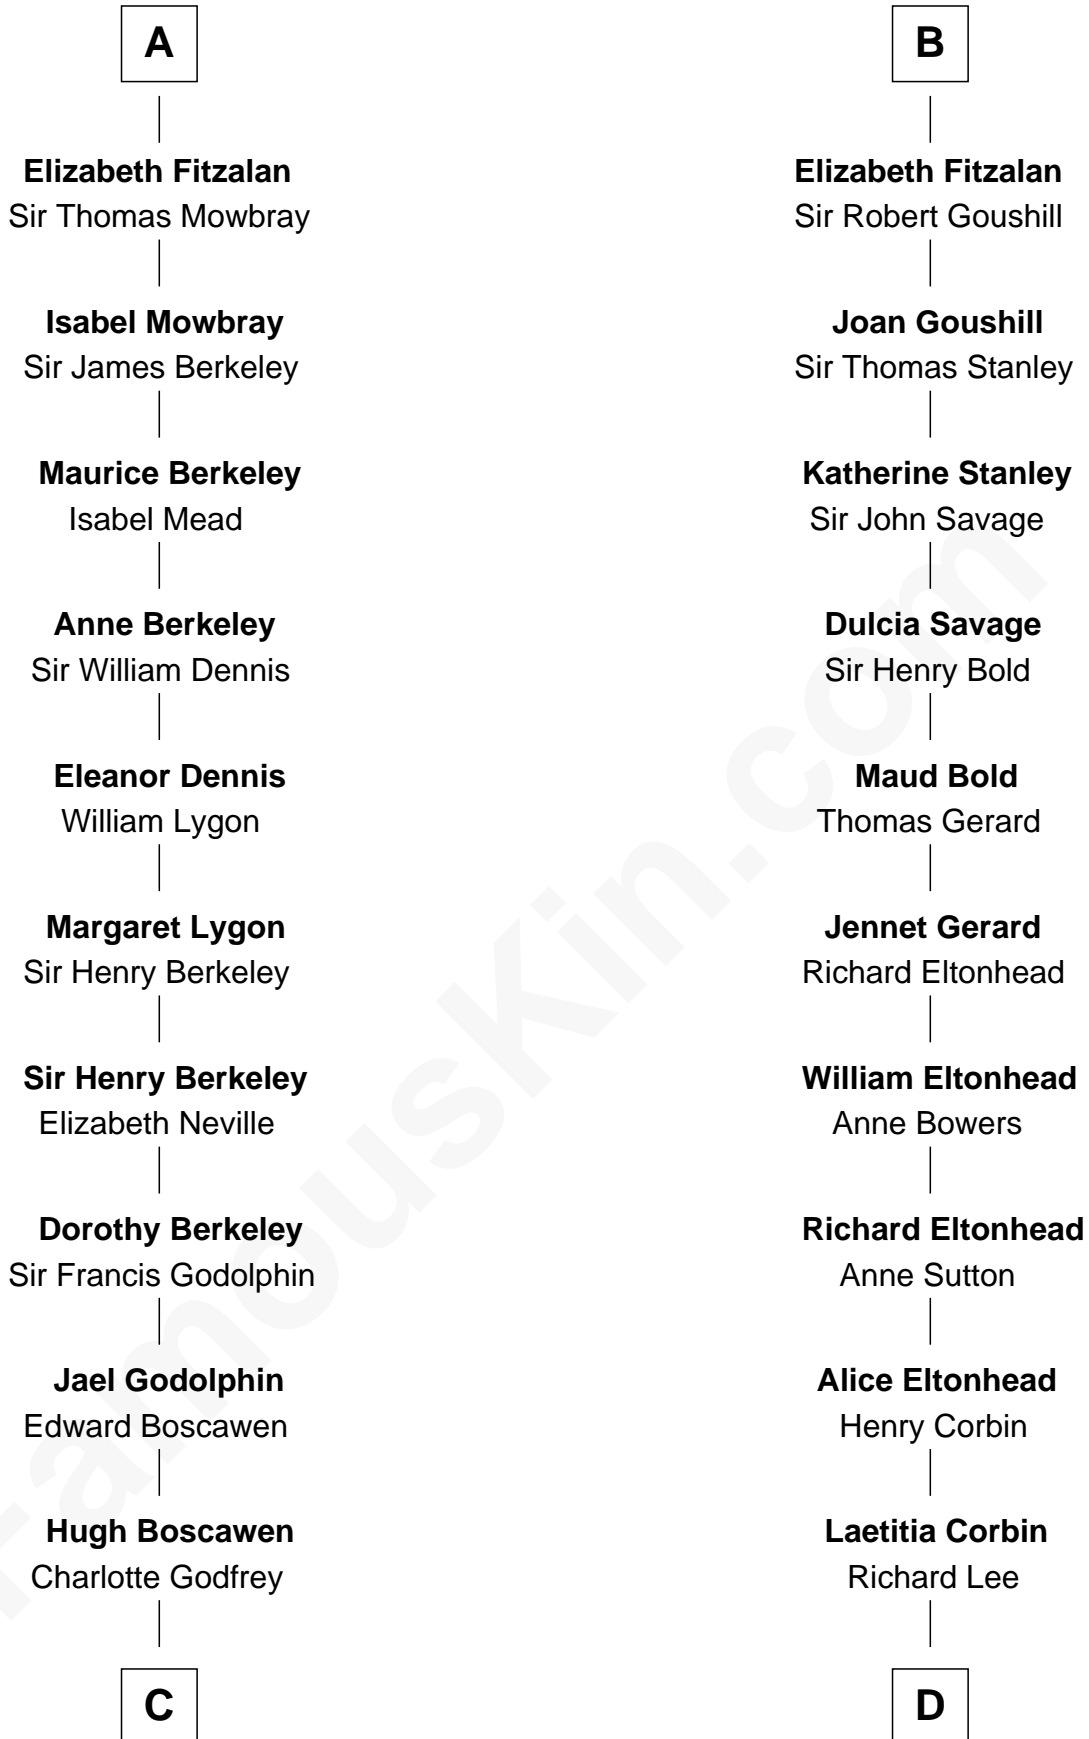 A
Elizabeth Fitzalan
Sir Thomas Mowbray
Isabel Mowbray
Sir James Berkeley
Maurice Berkeley
Isabel Mead
Anne Berkeley
Sir William Dennis
Eleanor Dennis
William Lygon
Margaret Lygon
Sir Henry Berkeley
Sir Henry Berkeley
Elizabeth Neville
Dorothy Berkeley
Sir Francis Godolphin
Jael Godolphin
Edward Boscawen
Hugh Boscawen
Charlotte Godfrey
C
B
Elizabeth Fitzalan
Sir Robert Goushill
Joan Goushill
Sir Thomas Stanley
Katherine Stanley
Sir John Savage
Dulcia Savage
Sir Henry Bold
Maud Bold
Thomas Gerard
Jennet Gerard
Richard Eltonhead
William Eltonhead
Anne Bowers
Richard Eltonhead
Anne Sutton
Alice Eltonhead
Henry Corbin
Laetitia Corbin
Richard Lee
D
FamousKin.com